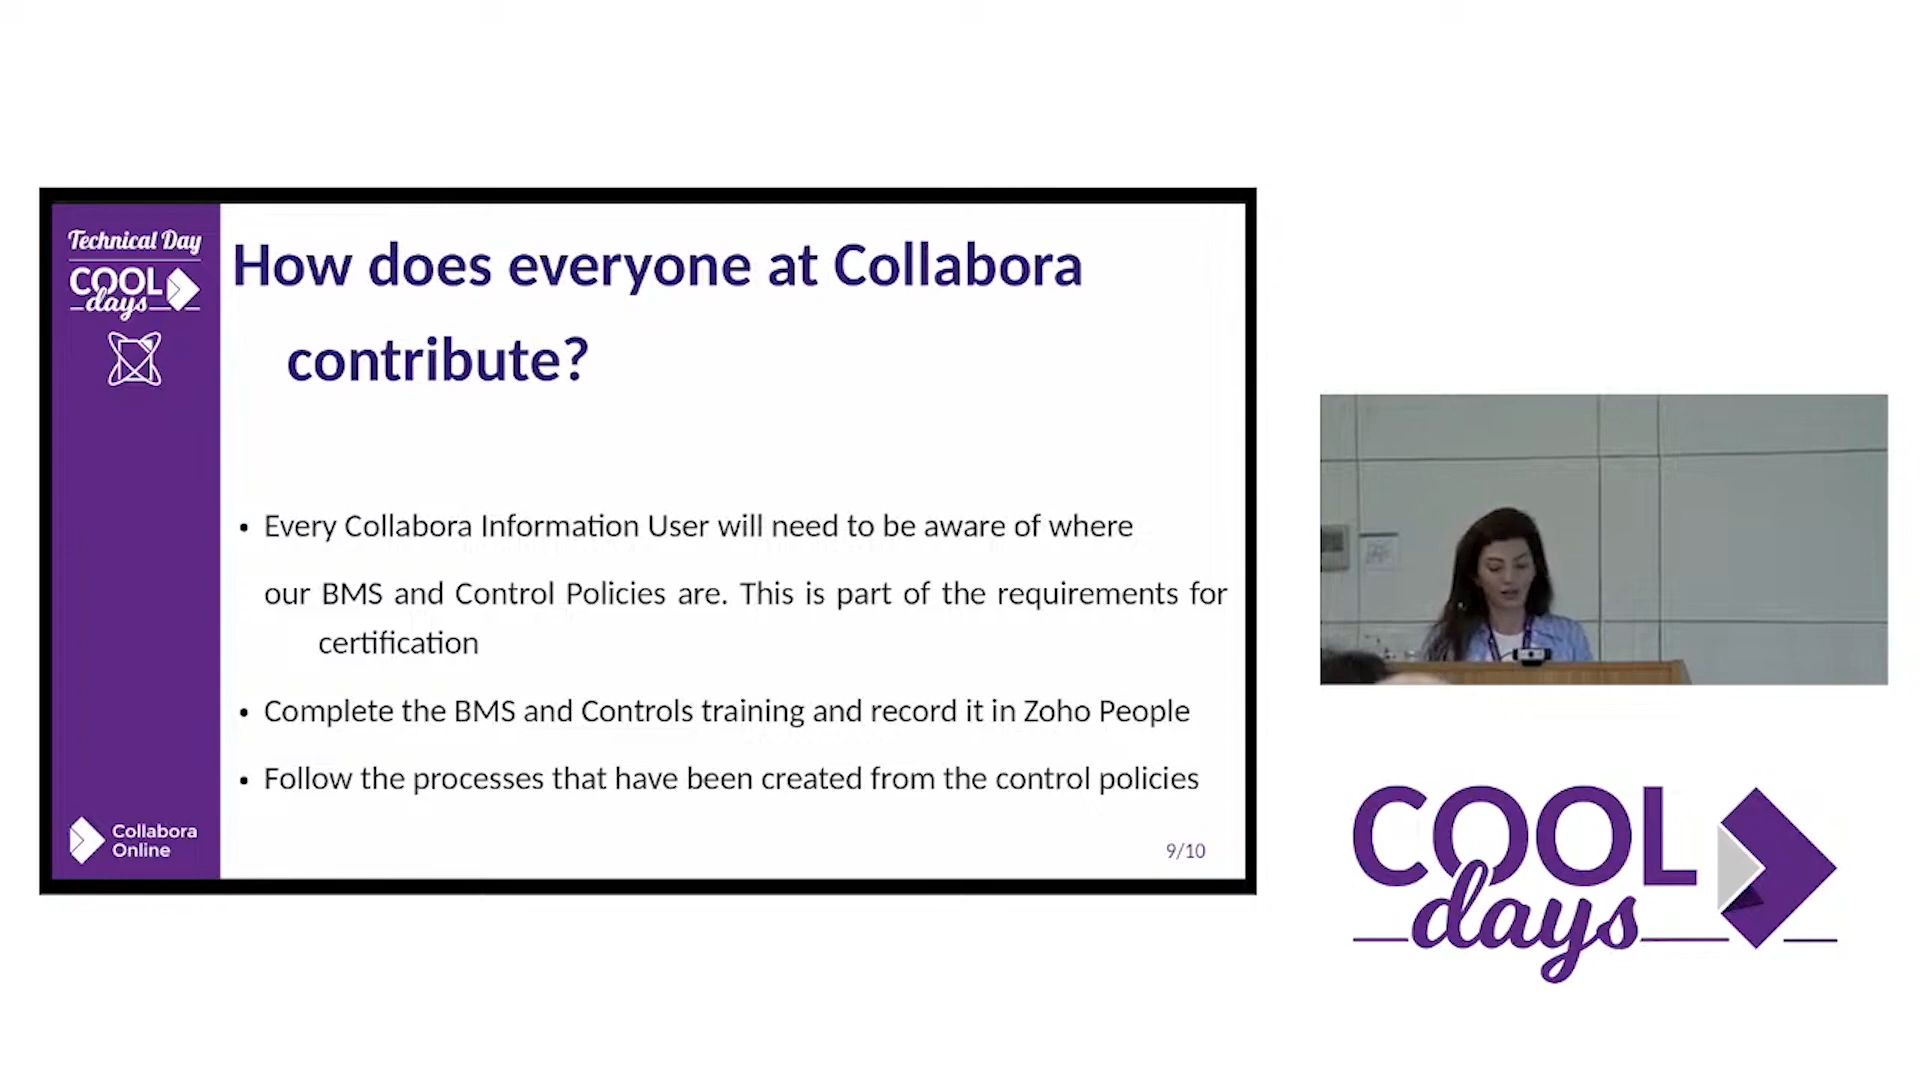 Technical Day
COOL
days
How does everyone at Collabora
contribute?
• Every Collabora Information User will need to be aware of where
our BMS and Control Policies are. This is part of the requirements for
certification
• Complete the BMS and Controls training and record it in Zoho People
• Follow the processes that have been created from the control policies
Collabora
Online
9/10
COOL
days